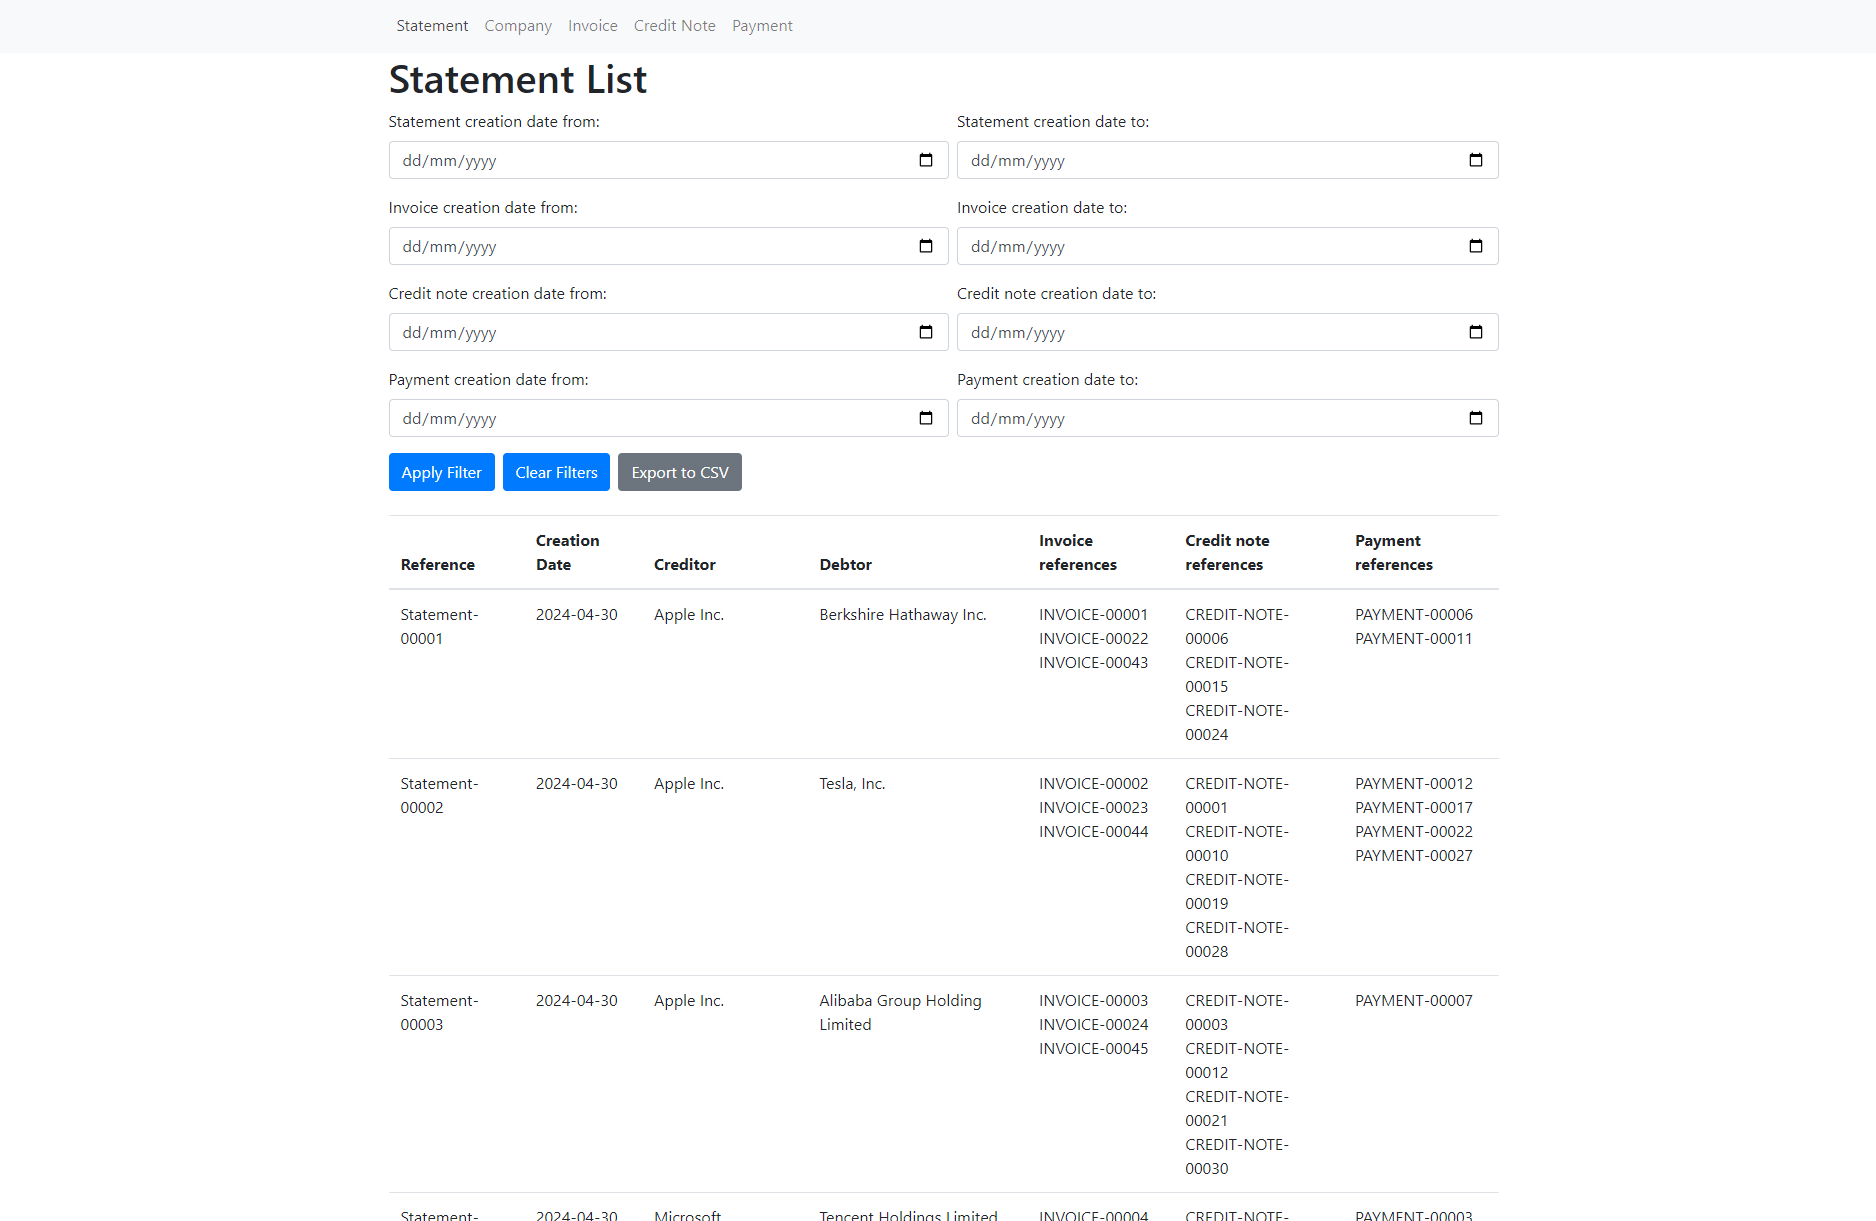 Statement Company Invoice Credit Note Payment
Statement List
Statement creation date from: Statement creation date to:
dd/mm/yyyy dd/mm/yyyy
Invoice creation date from: Invoice creation date to:
dd/mm/yyyy dd/mm/yyyy
Credit note creation date from: Credit note creation date to:
dd/mm/yyyy dd/mm/yyyy
Payment creation date from: Payment creation date to:
dd/mm/yyyy dd/mm/yyyy
Apply Filter Clear Filters Export to CSV
Creation Invoice Credit note Payment
Reference Date Creditor Debtor references references references
Statement- 2024-04-30 Apple Inc. Berkshire Hathaway Inc. INVOICE-00001 CREDIT-NOTE- PAYMENT-00006
00001 INVOICE-00022 00006 PAYMENT-00011
INVOICE-00043 CREDIT-NOTE-
00015
CREDIT-NOTE-
00024
Statement- 2024-04-30 Apple Inc. Tesla, Inc. INVOICE-00002 CREDIT-NOTE- PAYMENT-00012
00002 INVOICE-00023 00001 PAYMENT-00017
INVOICE-00044 CREDIT-NOTE- PAYMENT-00022
00010 PAYMENT-00027
CREDIT-NOTE-
00019
CREDIT-NOTE-
00028
Statement- 2024-04-30 Apple Inc. Alibaba Group Holding INVOICE-00003 CREDIT-NOTE- PAYMENT-00007
00003 Limited INVOICE-00024 00003
INVOICE-00045 CREDIT-NOTE-
00012
CREDIT-NOTE-
00021
CREDIT-NOTE-
00030
Statement- 2024-04-30 Microsoft Tencent Holdings Limited INVOICE-00004 CREDIT-NOTE- PAYMENT-00003